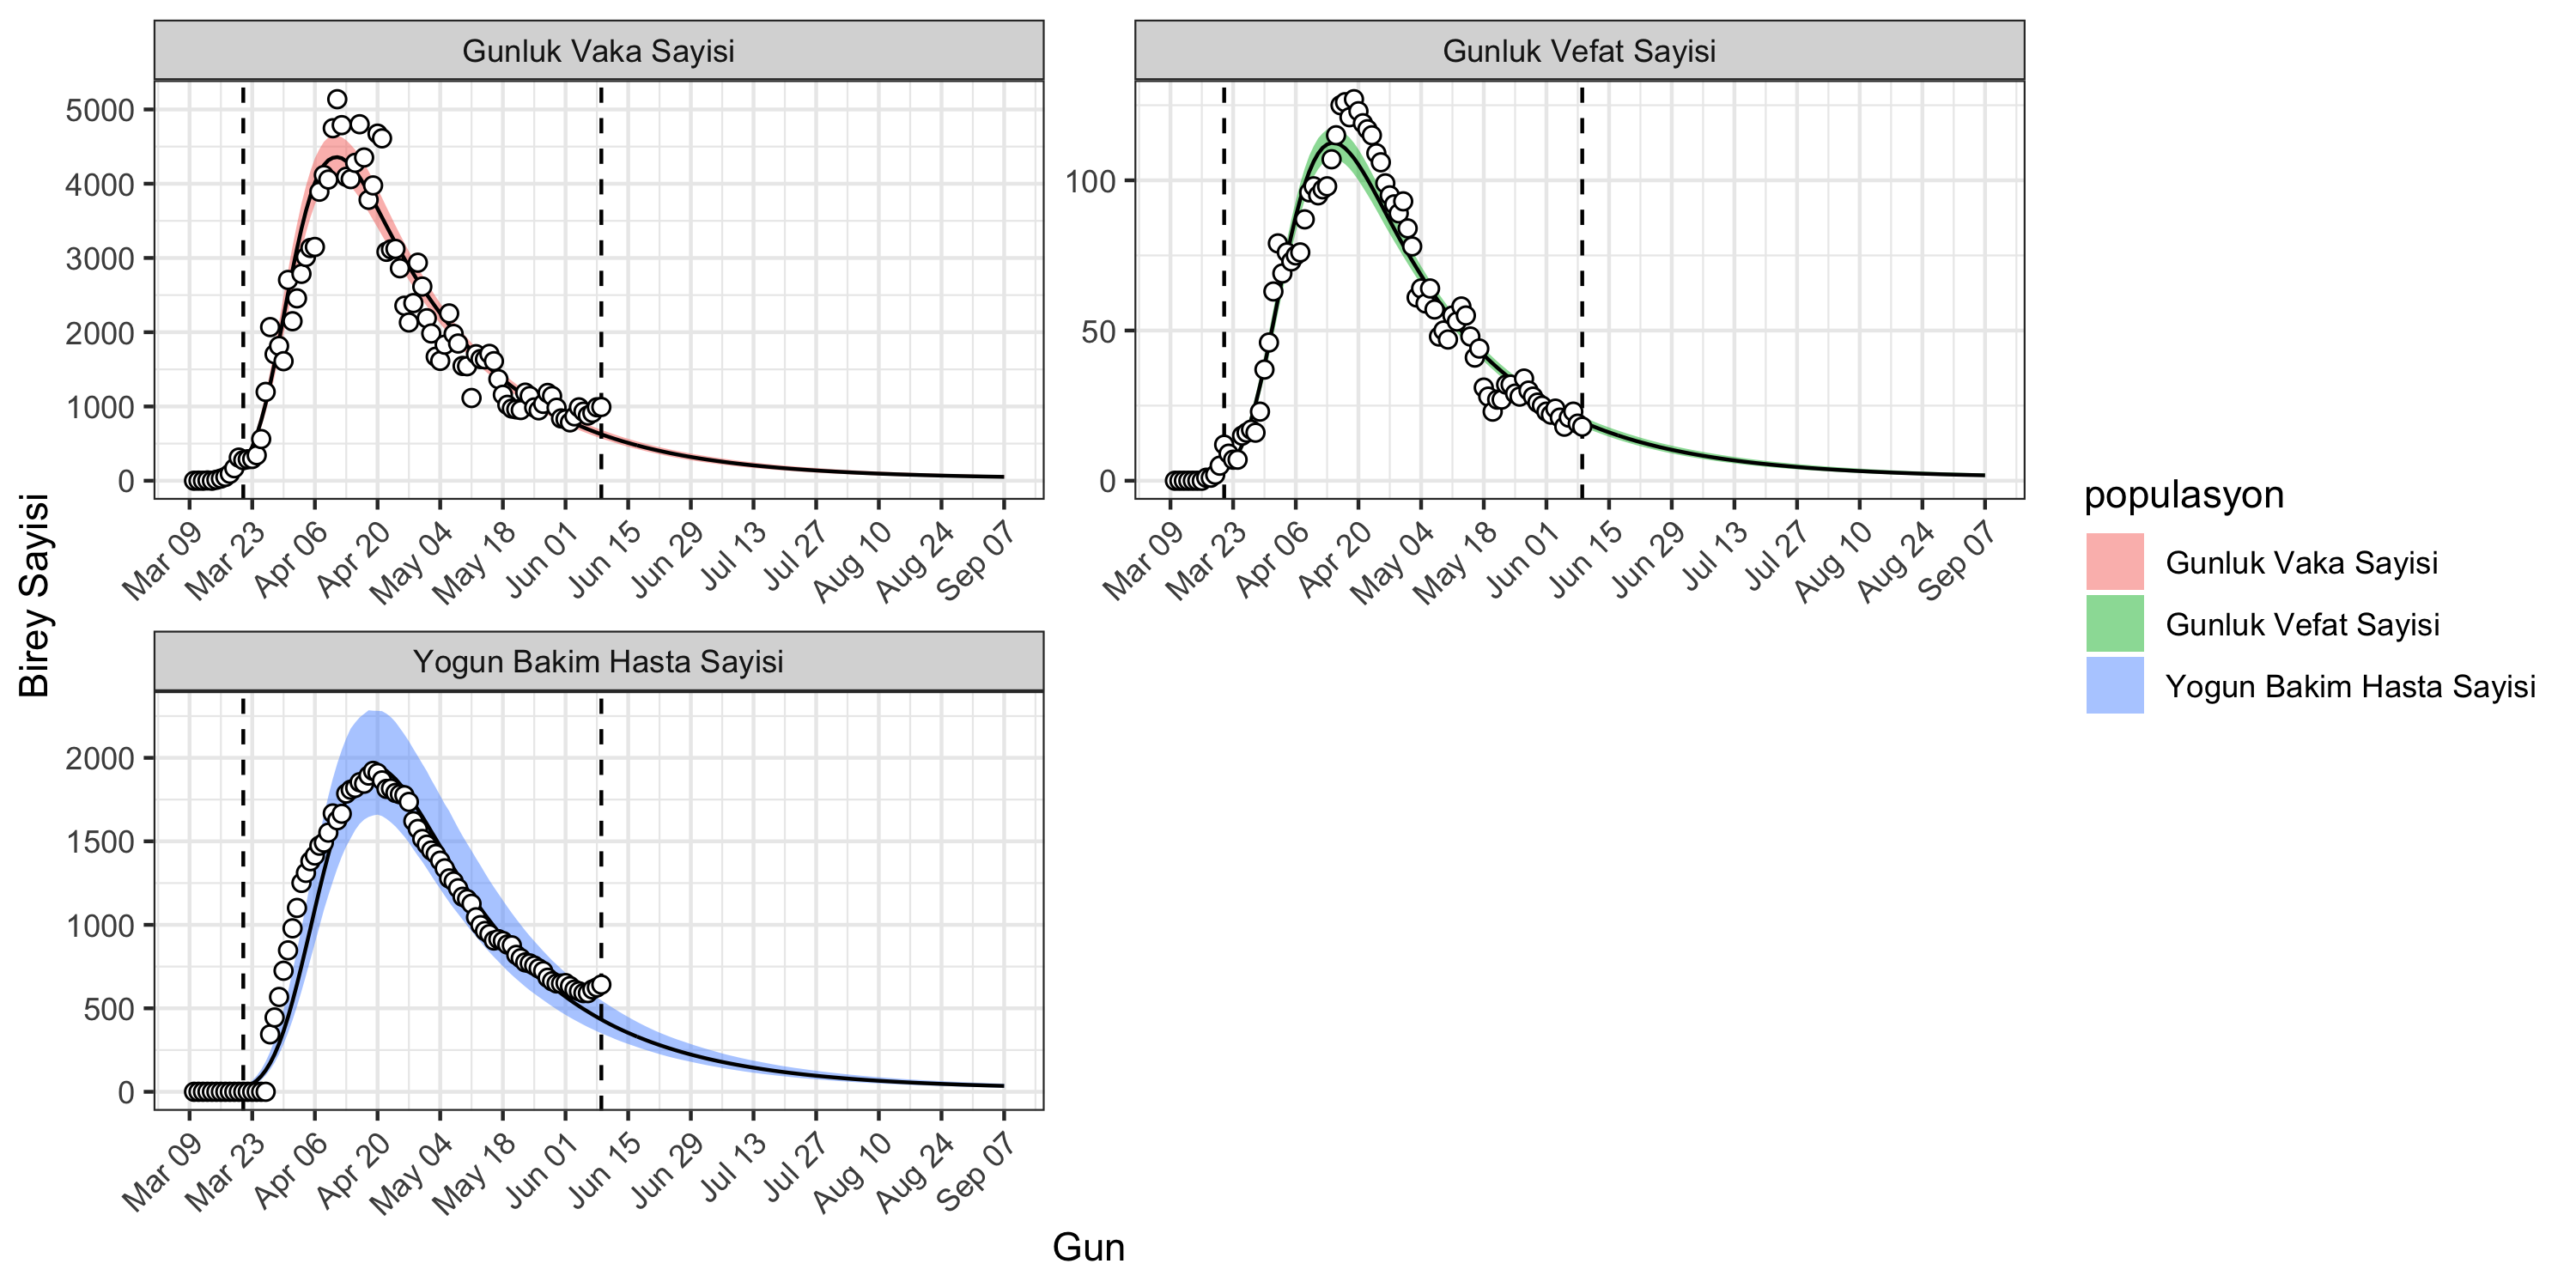 Gunluk Vaka Sayisi
Gunluk Vefat Sayisi
5000
4000
3000
2000
1000
0
100
50
0
Mar 09 Mar 23 Apr 06 Apr 20 May 04 May 18 Jun 01 Jun 15 Jun 29 Jul 13 Jul 27 Aug 10 Aug 24 Sep 07
Mar 09 Mar 23 Apr 06 Apr 20 May 04 May 18 Jun 01 Jun 15 Jun 29 Jul 13 Jul 27 Aug 10 Aug 24 Sep 07
Birey Sayisi
Yogun Bakim Hasta Sayisi
2000
1500
1000
500
0
Mar 09 Mar 23 Apr 06 Apr 20 May 04 May 18 Jun 01 Jun 15 Jun 29 Jul 13 Jul 27 Aug 10 Aug 24 Sep 07
Gun
populasyon
Gunluk Vaka Sayisi
Gunluk Vefat Sayisi
Yogun Bakim Hasta Sayisi